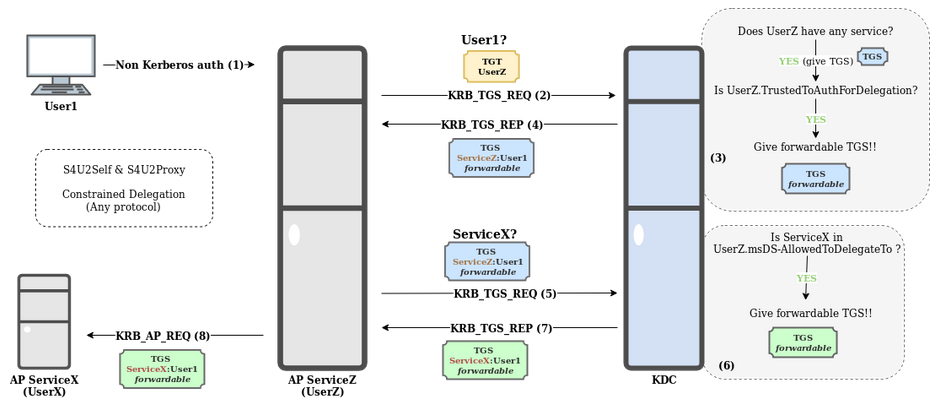 User1?
TGT
UserZ
Non Kerberos auth (1)
User1
KRB_TGS_REQ (2)
KRB_TGS_REP (4)
TGS
ServiceZ:User1
forwardable
Does UserZ have any service?
YES (give TGS)
TGS
Is UserZ.TrustedToAuthForDelegation?
YES
Give forwardable TGS!!
(3)
TGS
forwardable
S4U2Self & S4U2Proxy
Constrained Delegation
(Any protocol)
ServiceX?
TGS
ServiceZ:User1
forwardable
KRB_TGS_REQ (5)
Is ServiceX in
UserZ.msDS-AllowedToDelegateTo ?
YES
Give forwardable TGS!!
TGS
forwardable
(6)
KRB_TGS_REP (7)
TGS
ServiceX:User1
forwardable
KRB_AP_REQ (8)
TGS
ServiceX:User1
forwardable
AP ServiceX
(UserX)
AP ServiceZ
(UserZ)
KDC